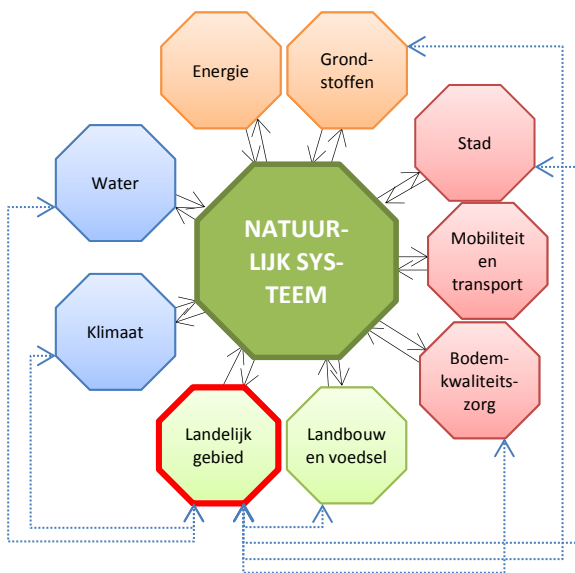 Energie
Grond-
stoffen
Stad
Water
NATUUR-
LIJK SYS-
TEEM
Mobiliteit
en
transport
Klimaat
Bodem-
kwaliteits-
zorg
Landelijk
gebied
Landbouw
en voedsel